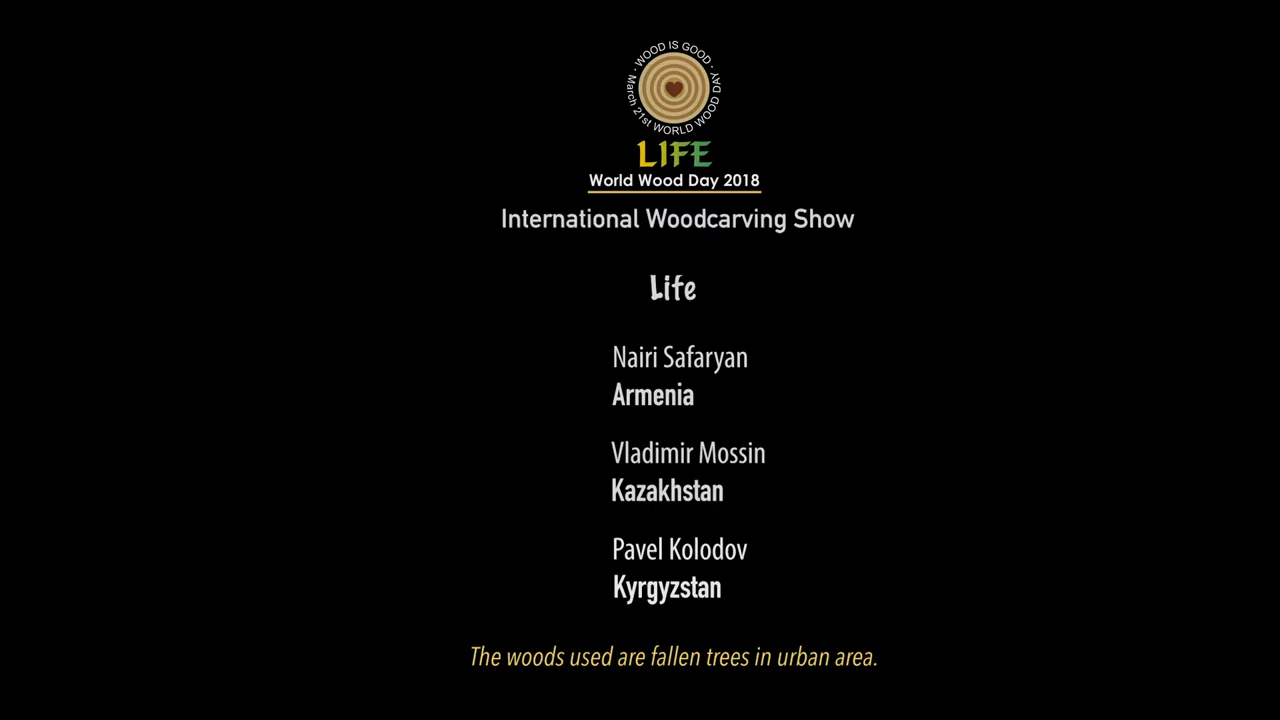 · WOOD IS GOOD ·
March 21st WORLD WOOD DAY
LIFE
World Wood Day 2018
International Woodcarving Show
Life
Nairi Safaryan
Armenia
Vladimir Mossin
Kazakhstan
Pavel Kolodov
Kyrgyzstan
The woods used are fallen trees in urban area.